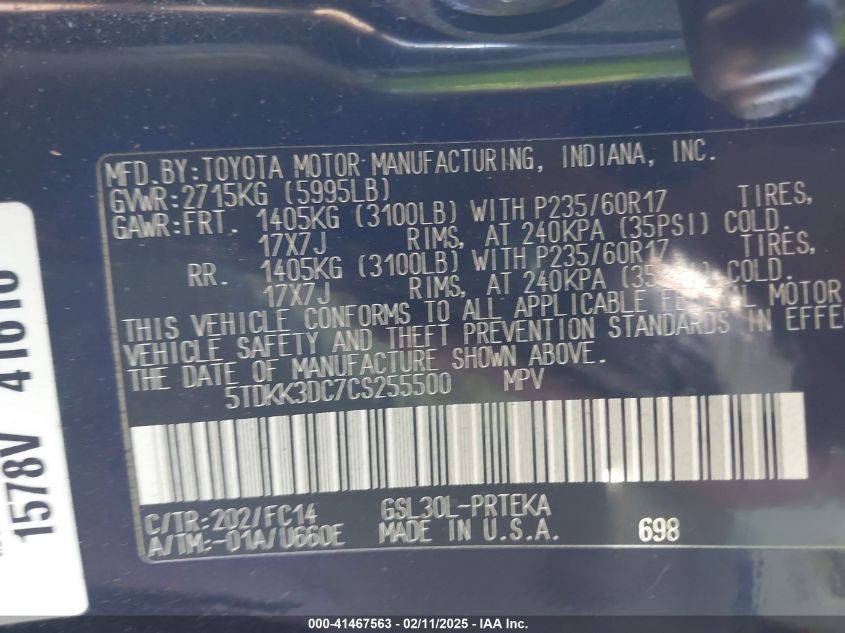 MFD.BY:TOYOTA MOTOR MANUFACTURING, INDIANA, INC.
GVWR:2715KG (5995LB)
GAWR:FRT. 1405KG (3100LB) WITH P235/60R17 TIRES,
17X7J RIMS, AT 240KPA (35PSI) COLD.
RR. 1405KG (3100LB) WITH P235/60R17 TIRES,
17X7J RIMS, AT 240KPA COLD.
THIS VEHICLE CONFORMS TO ALL APPLICABLE FEDERAL MOTOR
VEHICLE SAFETY AND THEFT PREVENTION STANDARDS IN EFFE
THE DATE OF MANUFACTURE SHOWN ABOVE.
5TDKK3DC7CS255500 MPV
C/TR:202/FC14 GSL30L-PRTEKA
A/TM:-01A/U660E MADE IN U.S.A. 698
1578V
000-41467563 – 02/11/2025 – IAA Inc.